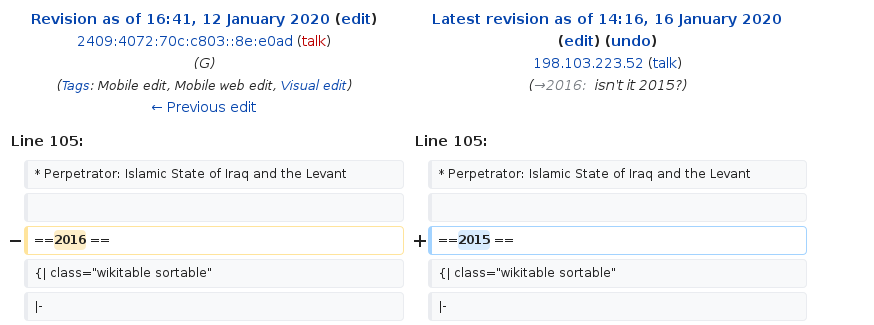 Revision as of 16:41, 12 January 2020 (edit)
2409:4072:70c:c803::8e:e0ad (talk)
(G)
(Tags: Mobile edit, Mobile web edit, Visual edit)
← Previous edit
Latest revision as of 14:16, 16 January 2020
(edit) (undo)
198.103.223.52 (talk)
(→2016: isn't it 2015?)
Line 105:
Line 105:
* Perpetrator: Islamic State of Iraq and the Levant
* Perpetrator: Islamic State of Iraq and the Levant
− ==2016 ==
+ ==2015 ==
{| class="wikitable sortable"
{| class="wikitable sortable"
|-
|-